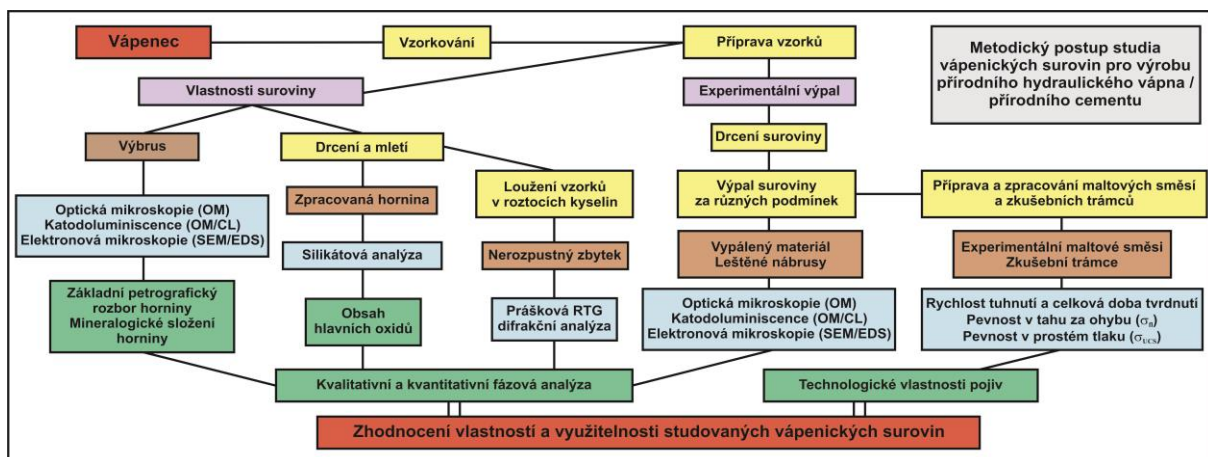 Vápenec
Vzorkování
Příprava vzorků
Metodický postup studia
vápenických surovin pro výrobu
přírodního hydraulického vápna /
přírodního cementu
Vlastnosti suroviny
Experimentální výpal
Drcení suroviny
Výbrus
Drcení a mletí
Zpracovaná hornina
Loužení vzorků
v roztocích kyselin
Výpal suroviny
za různých podmínek
Příprava a zpracování maltových směsí
a zkušebních trámců
Optická mikroskopie (OM)
Katodoluminiscence (OM/CL)
Elektronová mikroskopie (SEM/EDS)
Silikátová analýza
Nerozpustný zbytek
Vypálený materiál
Leštěné nábrusy
Experimentální maltové směsi
Zkušební trámce
Základní petrografický
rozbor horniny
Mineralogické složení
horniny
Obsah
hlavních oxidů
Prášková RTG
difrakční analýza
Optická mikroskopie (OM)
Katodoluminiscence (OM/CL)
Elektronová mikroskopie (SEM/EDS)
Rychlost tuhnutí a celková doba tvrdnutí
Pevnost v tahu za ohybu (σ)
Pevnost v prostém tlaku (σUCS)
Kvalitativní a kvantitativní fázová analýza
Technologické vlastnosti pojiv
Zhodnocení vlastností a využitelnosti studovaných vápenických surovin